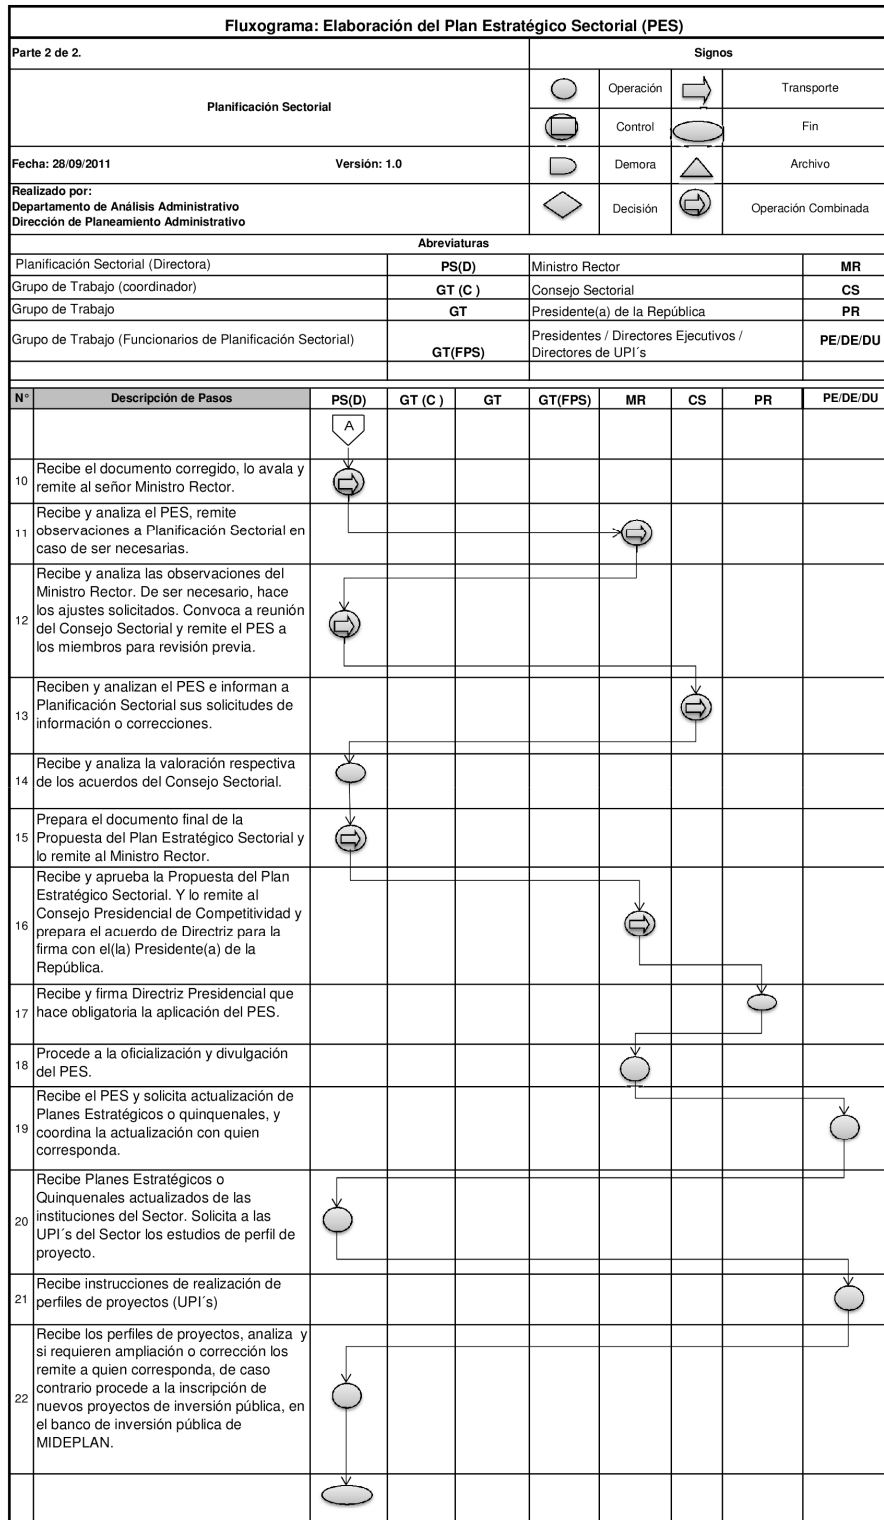 Fluxograma: Elaboración del Plan Estratégico Sectorial (PES)
Parte 2 de 2.
Signos
Planificación Sectorial
Operación
Transporte
Control
Fin
Fecha: 28/09/2011
Versión: 1.0
Demora
Archivo
Realizado por:
Departamento de Análisis Administrativo
Dirección de Planeamiento Administrativo
Decisión
Operación Combinada
Abreviaturas
Planificación Sectorial (Directora)
PS(D)
Ministro Rector
MR
Grupo de Trabajo (coordinador)
GT (C )
Consejo Sectorial
CS
Grupo de Trabajo
GT
Presidente(a) de la República
PR
Grupo de Trabajo (Funcionarios de Planificación Sectorial)
GT(FPS)
Presidentes / Directores Ejecutivos /
Directores de UPI´s
PE/DE/DU
N°
Descripción de Pasos
PS(D)
GT (C )
GT
GT(FPS)
MR
CS
PR
PE/DE/DU
A
10
Recibe el documento corregido, lo avala y
remite al señor Ministro Rector.
11
Recibe y analiza el PES, remite
observaciones a Planificación Sectorial en
caso de ser necesarias.
12
Recibe y analiza las observaciones del
Ministro Rector. De ser necesario, hace
los ajustes solicitados. Convoca a reunión
del Consejo Sectorial y remite el PES a
los miembros para revisión previa.
13
Reciben y analizan el PES e informan a
Planificación Sectorial sus solicitudes de
información o correcciones.
14
Recibe y analiza la valoración respectiva
de los acuerdos del Consejo Sectorial.
15
Prepara el documento final de la
Propuesta del Plan Estratégico Sectorial y
lo remite al Ministro Rector.
16
Recibe y aprueba la Propuesta del Plan
Estratégico Sectorial. Y lo remite al
Consejo Presidencial de Competitividad y
prepara el acuerdo de Directriz para la
firma con el(la) Presidente(a) de la
República.
17
Recibe y firma Directriz Presidencial que
hace obligatoria la aplicación del PES.
18
Procede a la oficialización y divulgación
del PES.
19
Recibe el PES y solicita actualización de
Planes Estratégicos o quinquenales, y
coordina la actualización con quien
corresponda.
20
Recibe Planes Estratégicos o
Quinquenales actualizados de las
instituciones del Sector. Solicita a las
UPI´s del Sector los estudios de perfil de
proyecto.
21
Recibe instrucciones de realización de
perfiles de proyectos (UPI´s)
22
Recibe los perfiles de proyectos, analiza y
si requieren ampliación o corrección los
remite a quien corresponda, de caso
contrario procede a la inscripción de
nuevos proyectos de inversión pública, en
el banco de inversión pública de
MIDEPLAN.